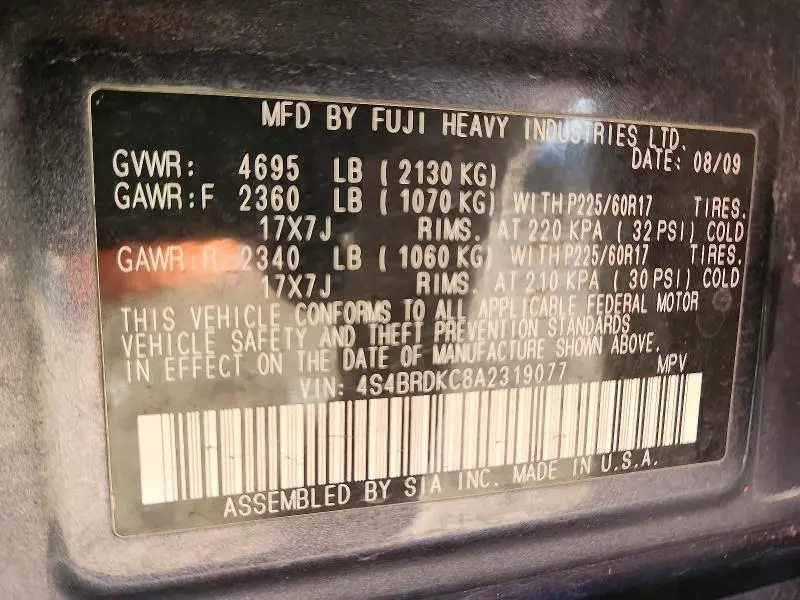 MFD BY FUJI HEAVY INDUSTRIES LTD.
DATE: 08/09
GVWR: 4695 LB ( 2130 KG)
GAWR:F 2360 LB ( 1070 KG) WITH P225/60R17 TIRES.
17X7J RIMS. AT 220 KPA ( 32 PSI) COLD
GAWR:R 2340 LB ( 1060 KG) WITH P225/60R17 TIRES.
17X7J RIMS. AT 210 KPA ( 30 PSI) COLD
THIS VEHICLE CONFORMS TO ALL APPLICABLE FEDERAL MOTOR
VEHICLE SAFETY AND THEFT PREVENTION STANDARDS
IN EFFECT ON THE DATE OF MANUFACTURE SHOWN ABOVE.
VIN: 4S4BRDKC8A2319077 MPV
ASSEMBLED BY SIA INC. MADE IN U.S.A.